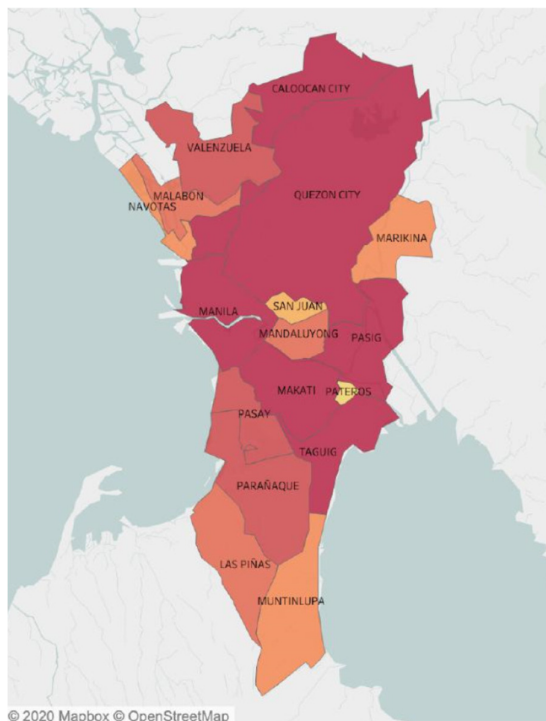 CALOOCAN CITY
VALENZUELA
MALABON
NAVOTAS
QUEZON CITY
MARIKINA
SAN JUAN
MANILA
MANDALUYONG
PASIG
MAKATI
PATEROS
PASAY
TAGUIG
PARAÑAQUE
LAS PIÑAS
MUNTINLUPA
© 2020 Mapbox © OpenStreetMap